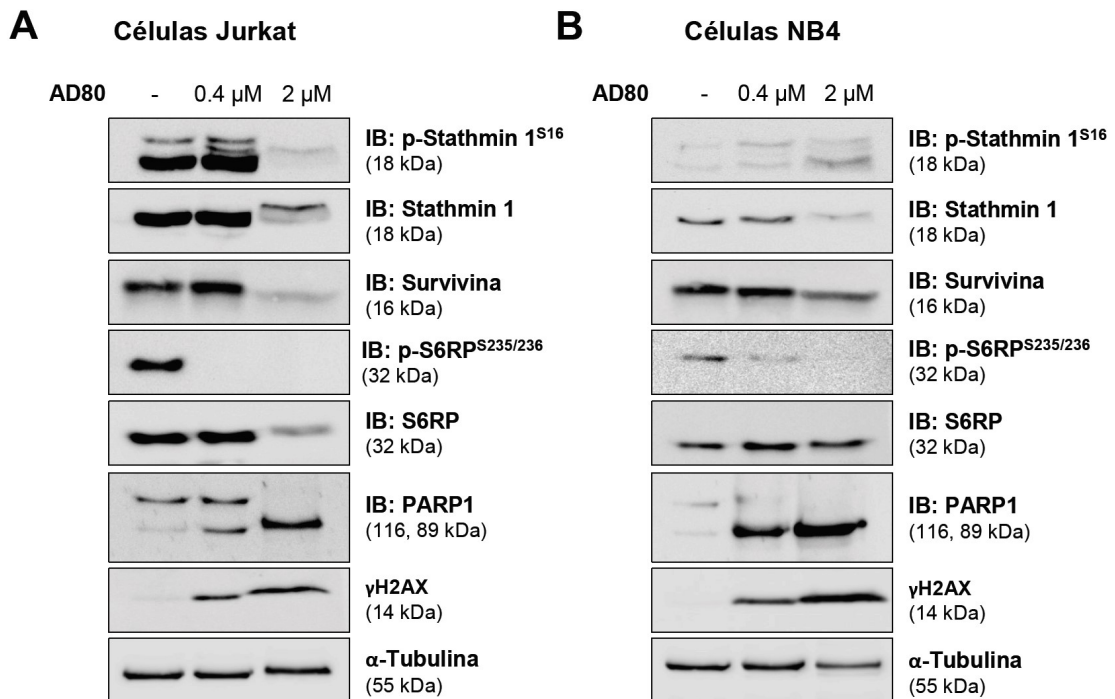 A Células Jurkat
AD80 - 0.4 µM 2 µM
IB: p-Stathmin 1S16
(18 kDa)
IB: Stathmin 1
(18 kDa)
IB: Survivina
(16 kDa)
IB: p-S6RPS235/236
(32 kDa)
IB: S6RP
(32 kDa)
IB: PARP1
(116, 89 kDa)
γH2AX
(14 kDa)
α-Tubulina
(55 kDa)
B Células NB4
AD80 - 0.4 µM 2 µM
IB: p-Stathmin 1S16
(18 kDa)
IB: Stathmin 1
(18 kDa)
IB: Survivina
(16 kDa)
IB: p-S6RPS235/236
(32 kDa)
IB: S6RP
(32 kDa)
IB: PARP1
(116, 89 kDa)
γH2AX
(14 kDa)
α-Tubulina
(55 kDa)